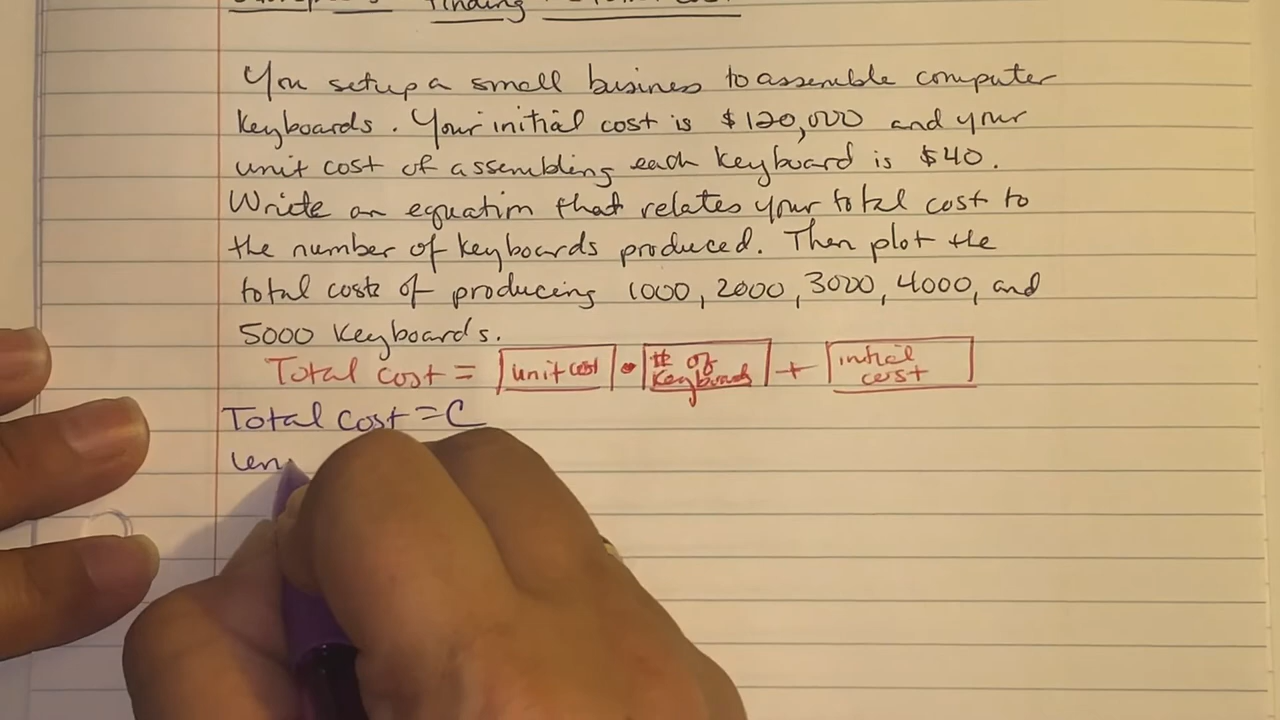 Finding
You setup a small business to assemble computer
keyboards. Your initial cost is $120,000 and your
unit cost of assembling each keyboard is $40.
Write an equation that relates your total cost to
the number of keyboards produced. Then plot the
total costs of producing 1000, 2000, 3000, 4000, and
5000 keyboards.
Total cost = unit cost • # of keyboards + initial cost
Total cost = C